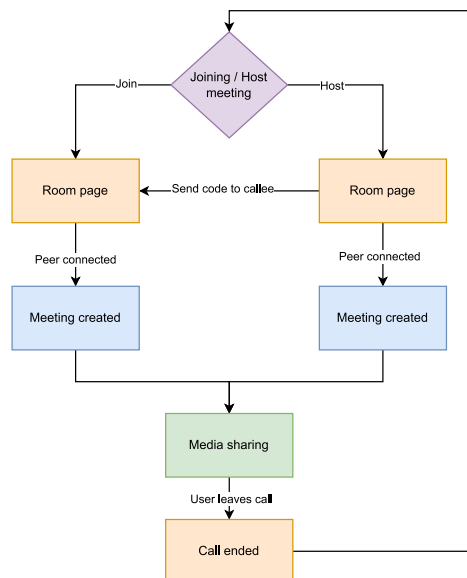 Joining / Host
meeting
Join
Host
Room page
Send code to callee
Room page
Peer connected
Peer connected
Meeting created
Meeting created
Media sharing
User leaves call
Call ended